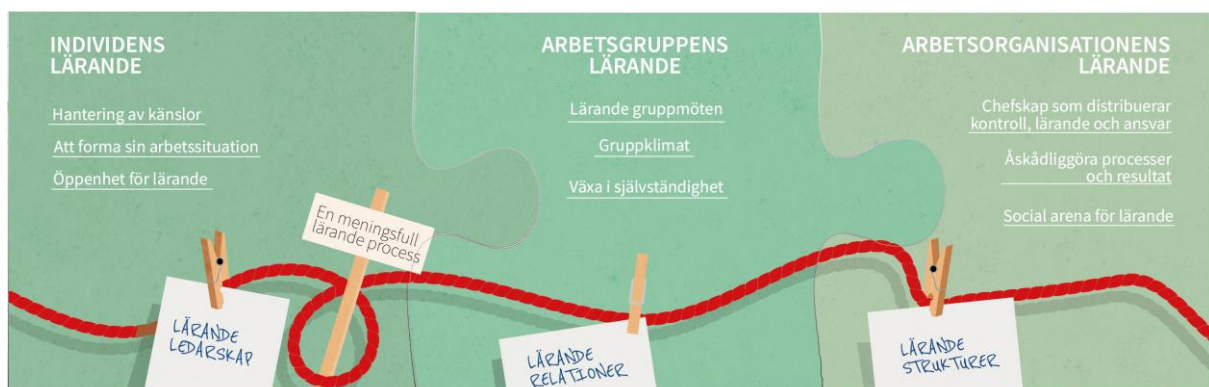 INDIVIDENS
LÄRANDE
Hantering av känslor
Att forma sin arbetssituation
Öppenhet för lärande
En meningsfull
lärande process
LÄRANDE
LEDARSKAP
ARBETSGRUPPENS
LÄRANDE
Lärande gruppmöten
Gruppklimat
Växa i självständighet
LÄRANDE
RELATIONER
ARBETSORGANISATIONENS
LÄRANDE
Chefskap som distribuerar
kontroll, lärande och ansvar
Åskådliggöra processer
och resultat
Social arena för lärande
LÄRANDE
STRUKTURER